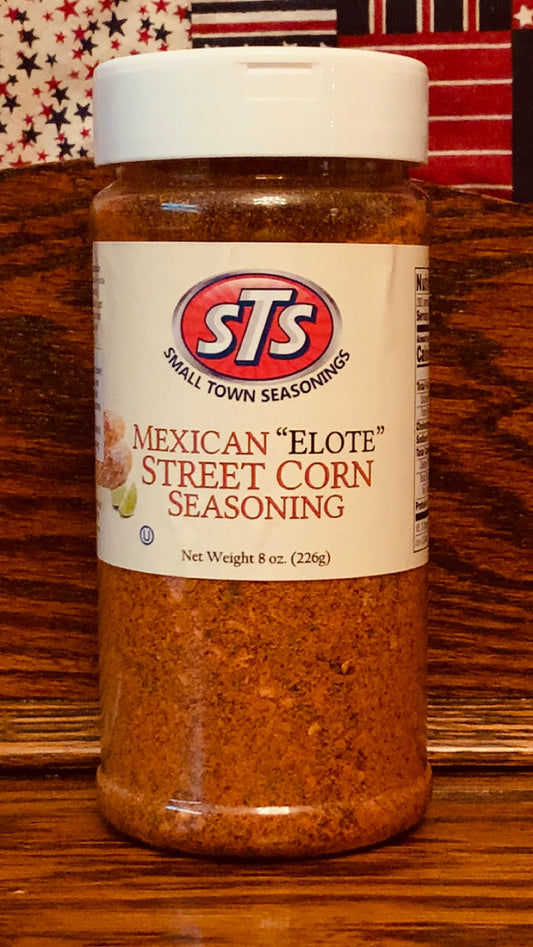 STS
SMALL TOWN SEASONINGS
MEXICAN "ELOTE"
STREET CORN
SEASONING
U
Net Weight 8 oz. (226g)